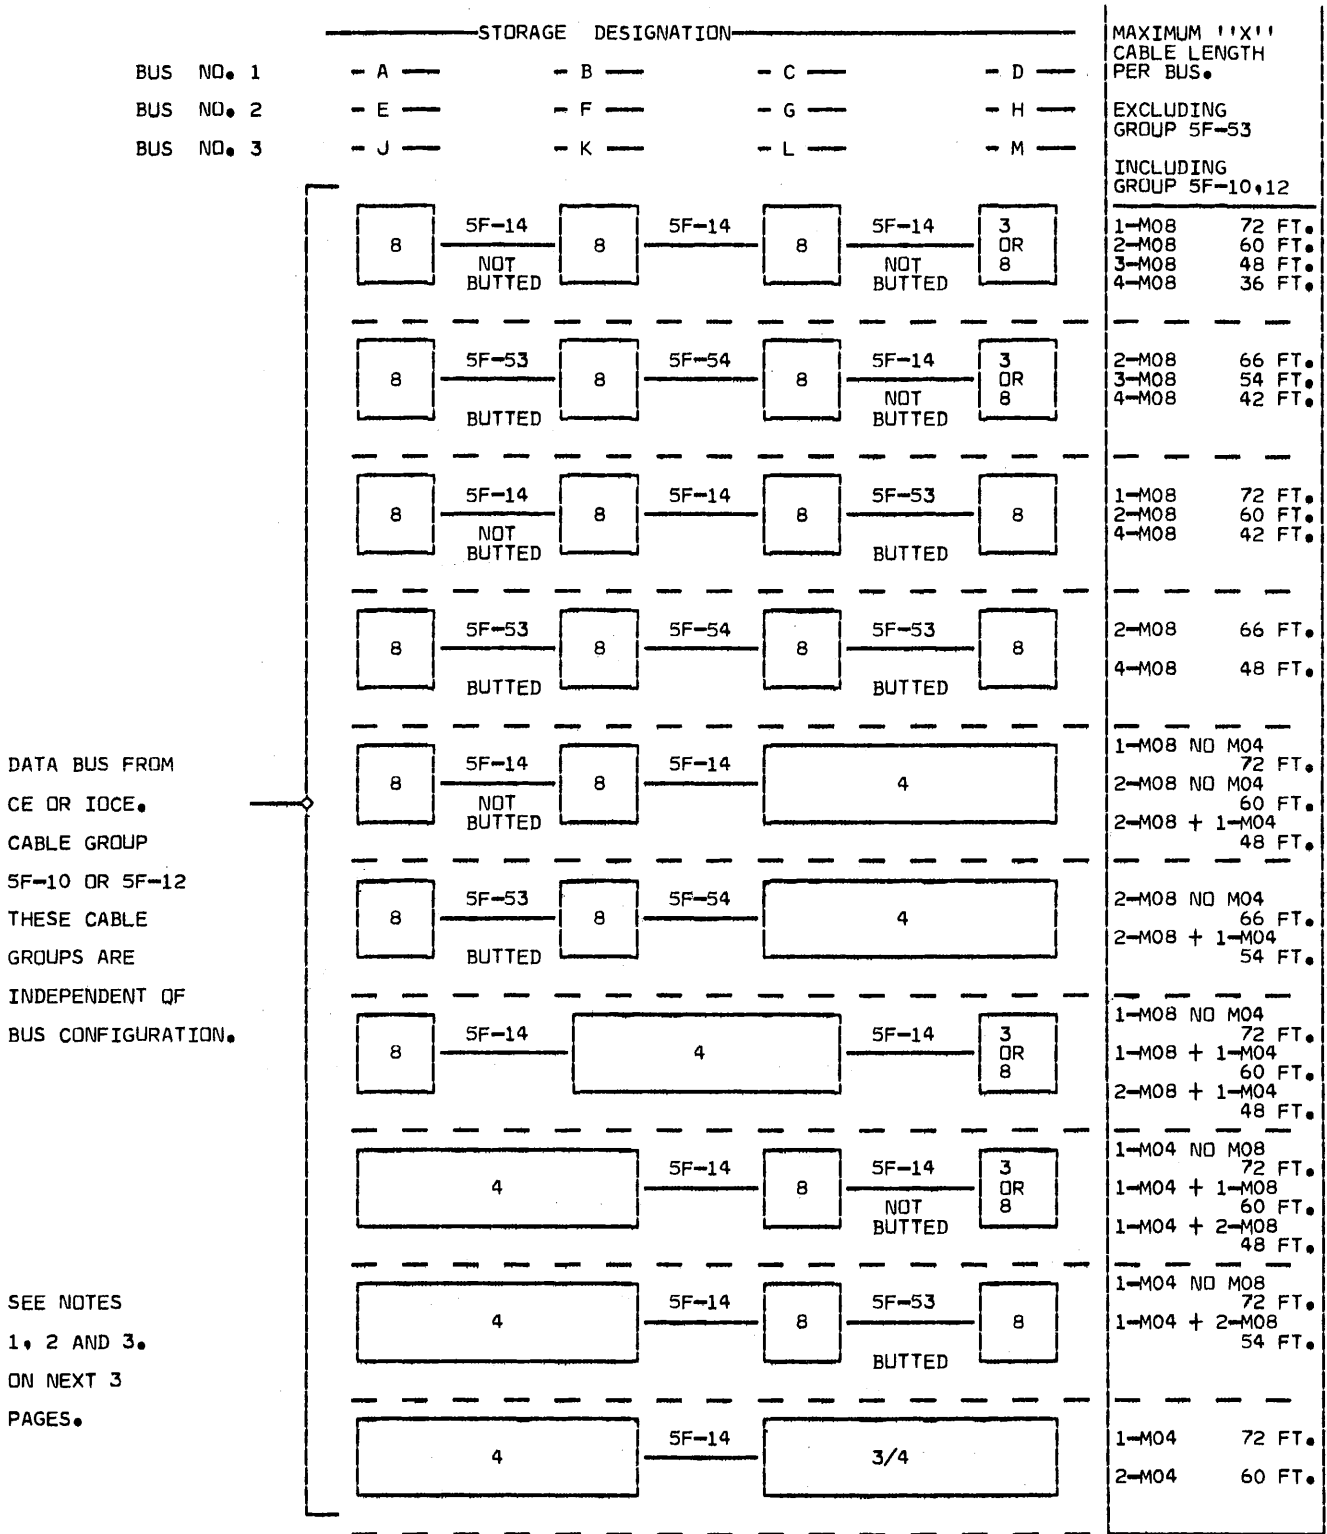 STORAGE DESIGNATION
MAXIMUM ''X''
CABLE LENGTH
PER BUS.
EXCLUDING
GROUP 5F-53
INCLUDING
GROUP 5F-10,12
BUS NO. 1 - A - B - C - D
BUS NO. 2 - E - F - G - H
BUS NO. 3 - J - K - L - M
8 5F-14 NOT BUTTED 8 5F-14 8 5F-14 NOT BUTTED 3 OR 8
1-M08 72 FT.
2-M08 60 FT.
3-M08 48 FT.
4-M08 36 FT.
8 5F-53 BUTTED 8 5F-54 8 5F-14 NOT BUTTED 3 OR 8
2-M08 66 FT.
3-M08 54 FT.
4-M08 42 FT.
8 5F-14 NOT BUTTED 8 5F-14 8 5F-53 BUTTED 8
1-M08 72 FT.
2-M08 60 FT.
4-M08 42 FT.
8 5F-53 BUTTED 8 5F-54 8 5F-53 BUTTED 8
2-M08 66 FT.
4-M08 48 FT.
8 5F-14 NOT BUTTED 8 5F-14 4
1-M08 NO M04
72 FT.
2-M08 NO M04
60 FT.
2-M08 + 1-M04
48 FT.
DATA BUS FROM
CE OR IOCE.
CABLE GROUP
5F-10 OR 5F-12
THESE CABLE
GROUPS ARE
INDEPENDENT OF
BUS CONFIGURATION.
8 5F-53 BUTTED 8 5F-54 4
2-M08 NO M04
66 FT.
2-M08 + 1-M04
54 FT.
8 5F-14 4 5F-14 3 OR 8
1-M08 NO M04
72 FT.
1-M08 + 1-M04
60 FT.
2-M08 + 1-M04
48 FT.
4 5F-14 8 5F-14 NOT BUTTED 3 OR 8
1-M04 NO M08
72 FT.
1-M04 + 1-M08
60 FT.
1-M04 + 2-M08
48 FT.
4 5F-14 8 5F-53 BUTTED 8
1-M04 NO M08
72 FT.
1-M04 + 2-M08
54 FT.
SEE NOTES
1, 2 AND 3.
ON NEXT 3
PAGES.
4 5F-14 3/4
1-M04 72 FT.
2-M04 60 FT.